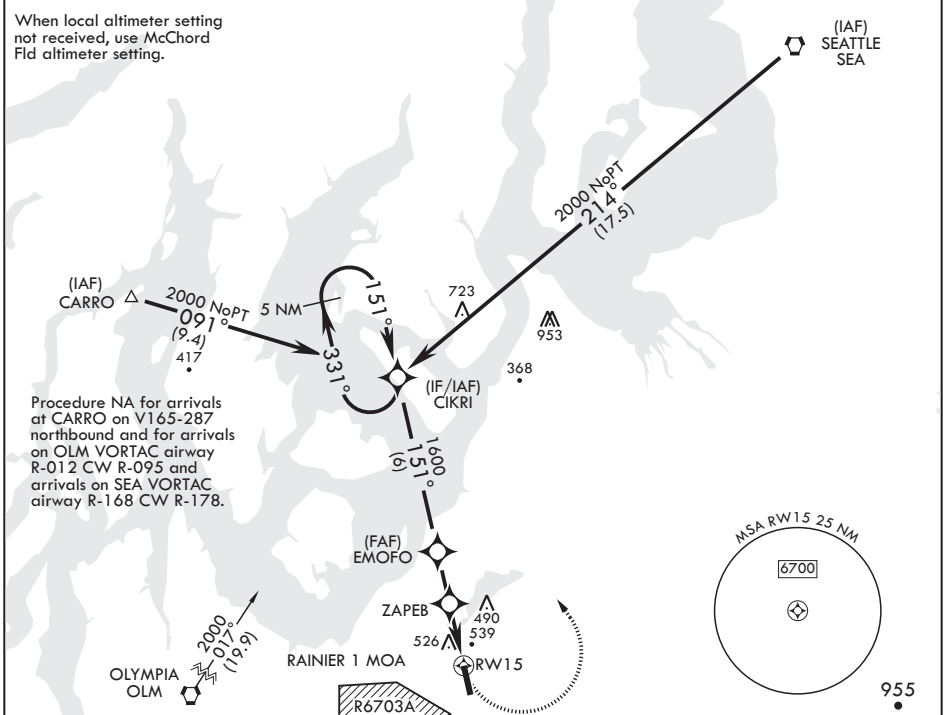 When local altimeter setting
not received, use McChord
Fld altimeter setting.
(IAF)
SEATTLE
SEA
2000 NoPT
214°
(17.5)
(IAF)
CARRO
2000 NoPT
091°
(9.4)
417
5 NM
151°
331°
723
953
368
(IF/IAF)
CIKRI
Procedure NA for arrivals
at CARRO on V165-287
northbound and for arrivals
on OLM VORTAC airway
R-012 CW R-095 and
arrivals on SEA VORTAC
airway R-168 CW R-178.
1600
151°
(6)
(FAF)
EMOFO
ZAPEB
490
539
526
RW15
MSA RW15 25 NM
6700
2000
017°
(19.9)
OLYMPIA
OLM
RAINIER 1 MOA
R6703A
955